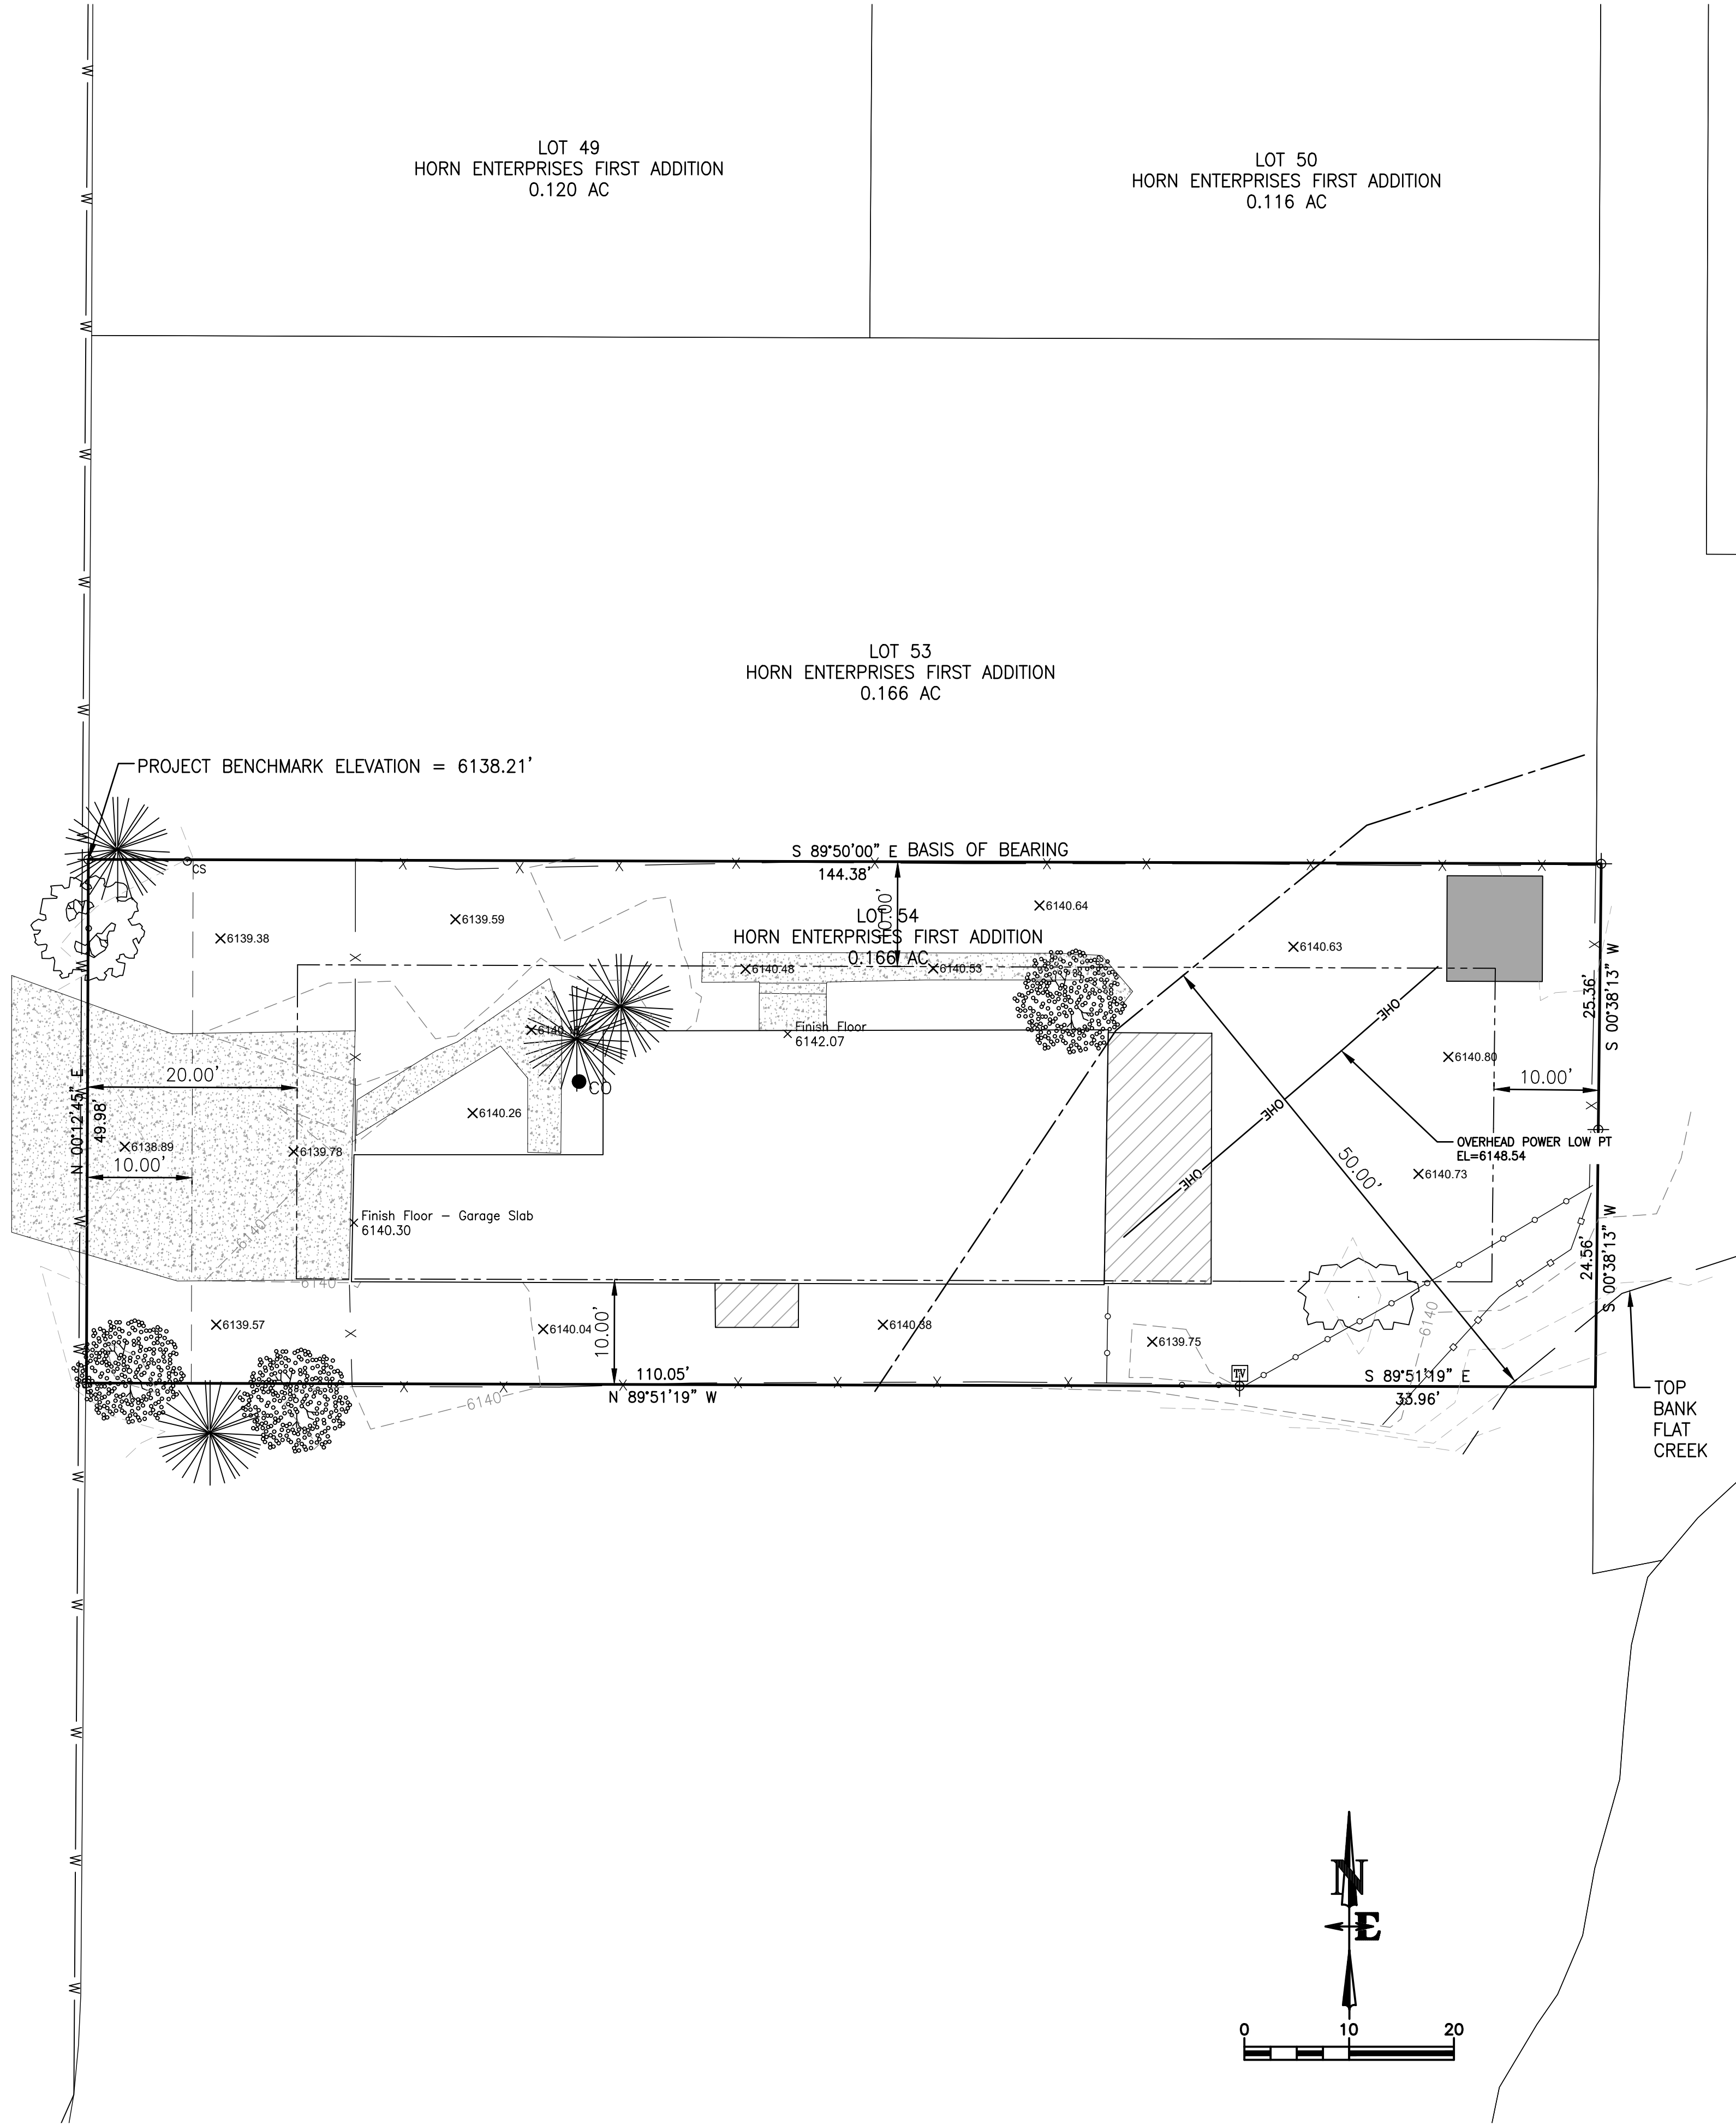 LOT 49
HORN ENTERPRISES FIRST ADDITION
0.120 AC
LOT 50
HORN ENTERPRISES FIRST ADDITION
0.116 AC
LOT 53
HORN ENTERPRISES FIRST ADDITION
0.166 AC
PROJECT BENCHMARK ELEVATION = 6138.21'
S 89°50'00" E BASIS OF BEARING
144.38'
CS
6139.38
6139.59
6140.64
LOT 54
HORN ENTERPRISES FIRST ADDITION
0.166 AC
6140.63
6140.48
6140.53
25.36'
S 00°38'13" W
Finish Floor
6142.07
OHE
OHE
OHE
6140.80
20.00'
10.00'
CO
6140.26
N 00°12'45" E
49.98'
6138.89
6139.78
10.00'
OVERHEAD POWER LOW PT
EL=6148.54
50.00'
6140.73
Finish Floor – Garage Slab
6140.30
6140
6140
24.56'
S 00°38'13" W
6139.57
6140.04
10.00'
6140.38
6139.75
6140
TV
110.05'
N 89°51'19" W
S 89°51'19" E
33.96'
6140
TOP
BANK
FLAT
CREEK
W W W W W W W W W W W W W W W W
N
E
0 10 20